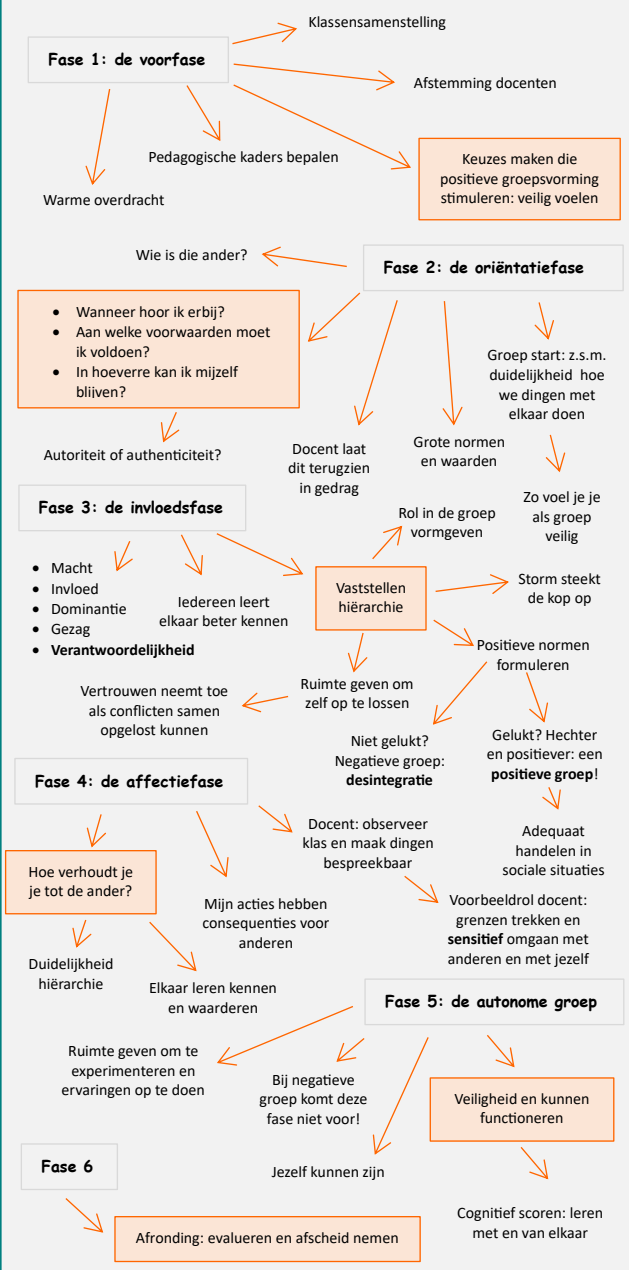 Klassensamenstelling
Fase 1: de voorfase
Afstemming docenten
Pedagogische kaders bepalen
Keuzes maken die
positieve groepsvorming
stimuleren: veilig voelen
Warme overdracht
Wie is die ander?
Fase 2: de oriëntatiefase
• Wanneer hoor ik erbij?
• Aan welke voorwaarden moet
ik voldoen?
• In hoeverre kan ik mijzelf
blijven?
Groep start: z.s.m.
duidelijkheid hoe
we dingen met
elkaar doen
Autoriteit of authenticiteit?
Docent laat
dit terugzien
in gedrag
Grote normen
en waarden
Zo voel je je
als groep
veilig
Fase 3: de invloedsfase
Rol in de groep
vormgeven
• Macht
• Invloed
• Dominantie
• Gezag
• Verantwoordelijkheid
Iedereen leert
elkaar beter kennen
Vaststellen
hiërarchie
Storm steekt
de kop op
Positieve normen
formuleren
Ruimte geven om
zelf op te lossen
Vertrouwen neemt toe
als conflicten samen
opgelost kunnen
Niet gelukt?
Negatieve groep:
desintegratie
Gelukt? Hechter
en positiever: een
positieve groep!
Fase 4: de affectiefase
Docent: observeer
klas en maak dingen
bespreekbaar
Adequaat
handelen in
sociale situaties
Hoe verhoudt je
je tot de ander?
Mijn acties hebben
consequenties voor
anderen
Voorbeeldrol docent:
grenzen trekken en
sensitief omgaan met
anderen en met jezelf
Duidelijkheid
hiërarchie
Elkaar leren kennen
en waarderen
Fase 5: de autonome groep
Ruimte geven om te
experimenteren en
ervaringen op te doen
Bij negatieve
groep komt deze
fase niet voor!
Veiligheid en kunnen
functioneren
Fase 6
Jezelf kunnen zijn
Cognitief scoren: leren
met en van elkaar
Afronding: evalueren en afscheid nemen